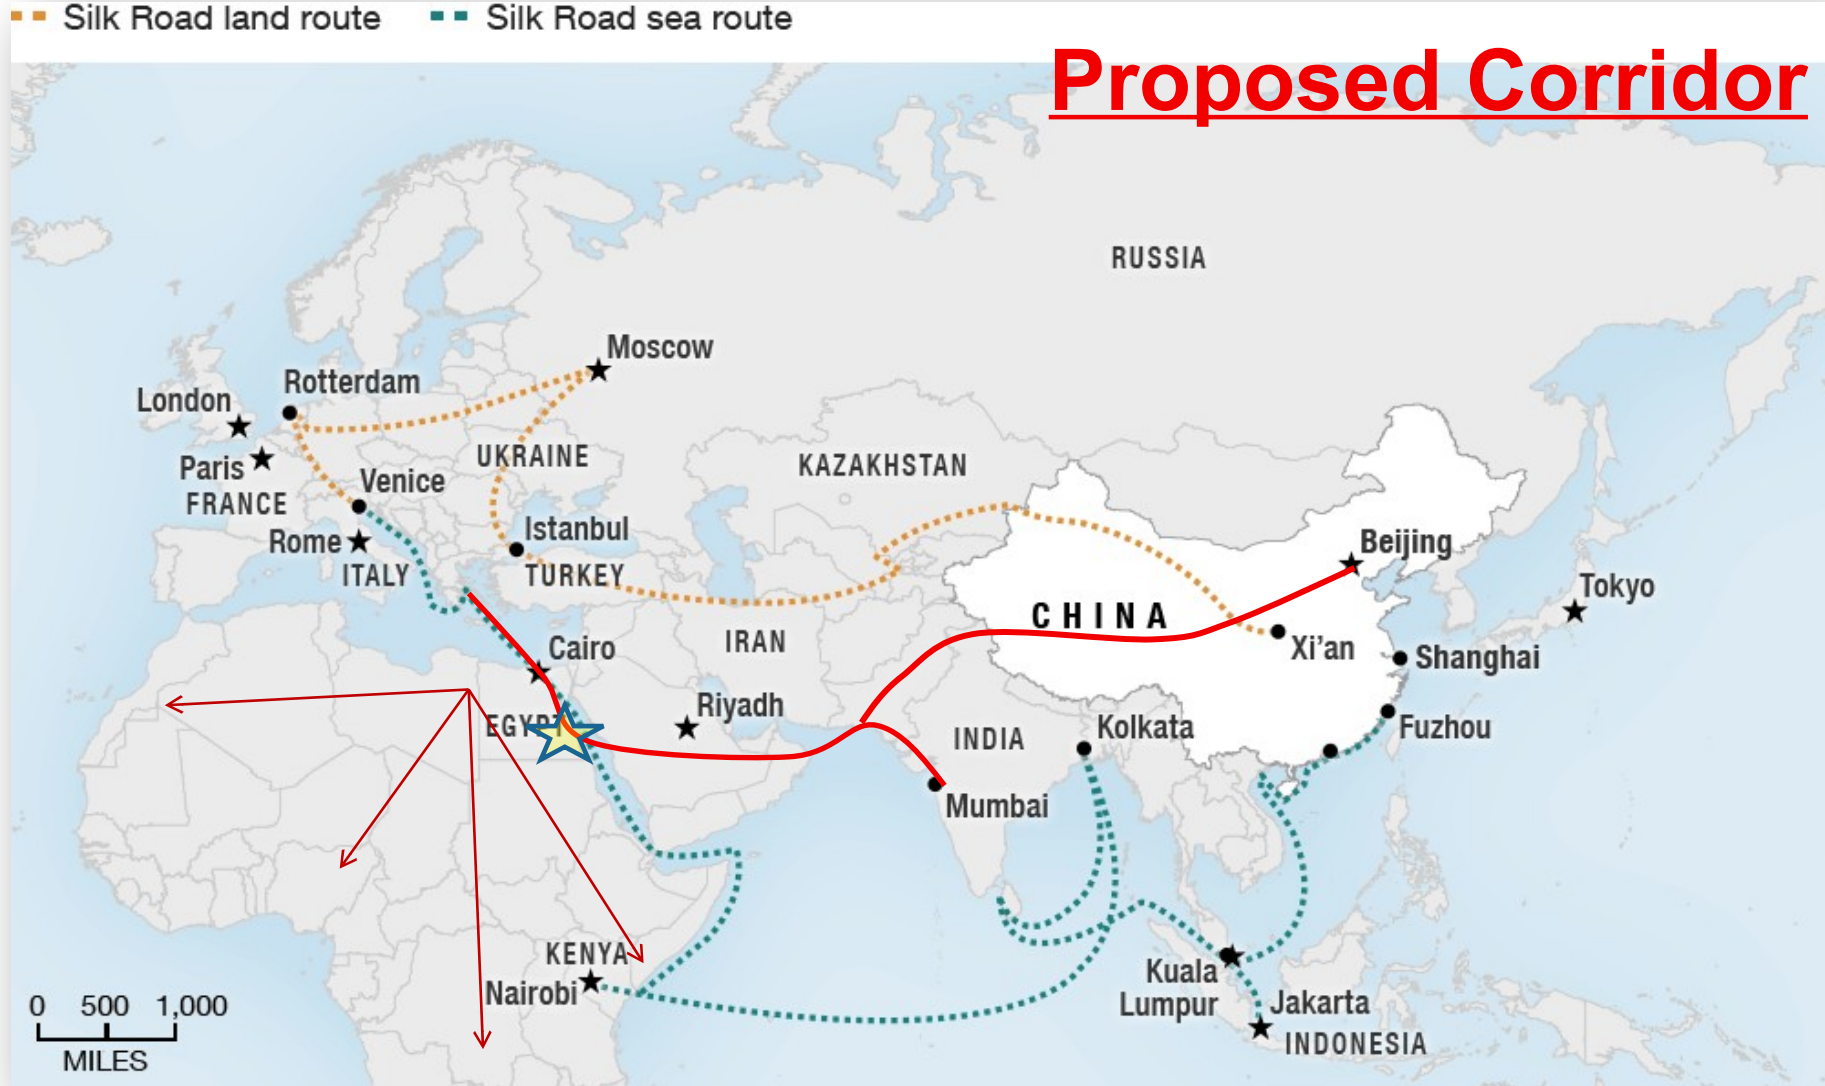 Silk Road land route
Silk Road sea route
Proposed Corridor
RUSSIA
Moscow
Rotterdam
London
UKRAINE
KAZAKHSTAN
Paris
Venice
FRANCE
Istanbul
Rome
Beijing
ITALY
TURKEY
Tokyo
CHINA
IRAN
Cairo
Xi’an
Shanghai
Riyadh
EGYPT
INDIA
Kolkata
Fuzhou
Mumbai
KENYA
Nairobi
Kuala
Lumpur
Jakarta
INDONESIA
0 500 1,000
MILES